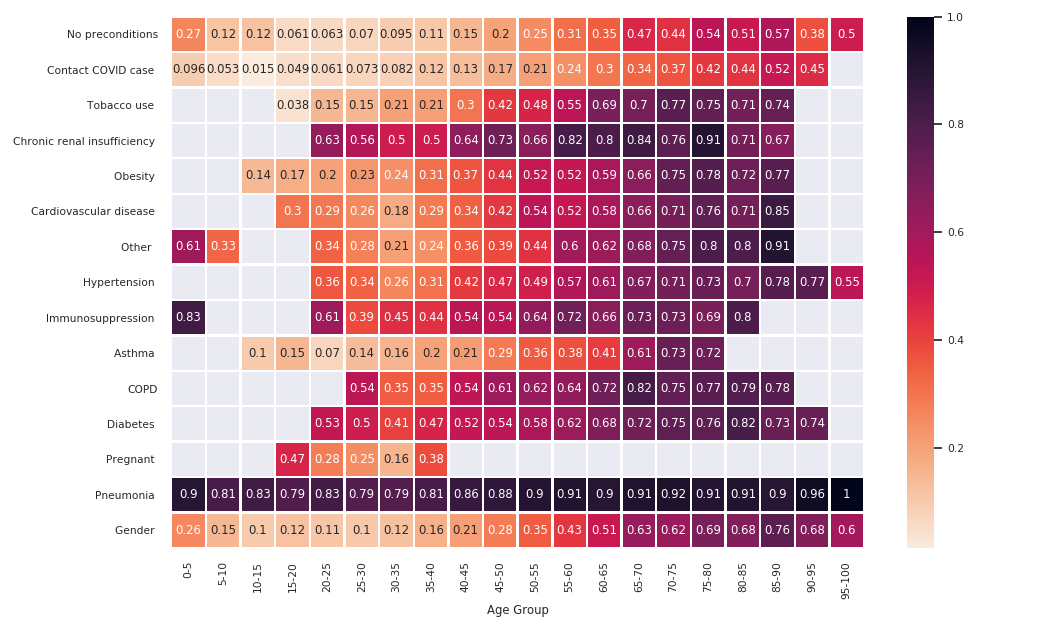 No preconditions 0.27 0.12 0.12 0.061 0.063 0.07 0.095 0.11 0.15 0.2 0.25 0.31 0.35 0.47 0.44 0.54 0.51 0.57 0.38 0.5
Contact COVID case 0.096 0.053 0.015 0.049 0.061 0.073 0.082 0.12 0.13 0.17 0.21 0.24 0.3 0.34 0.37 0.42 0.44 0.52 0.45
Tobacco use 0.038 0.15 0.15 0.21 0.21 0.3 0.42 0.48 0.55 0.69 0.7 0.77 0.75 0.71 0.74
Chronic renal insufficiency 0.63 0.56 0.5 0.5 0.64 0.73 0.66 0.82 0.8 0.84 0.76 0.91 0.71 0.67
Obesity 0.14 0.17 0.2 0.23 0.24 0.31 0.37 0.44 0.52 0.52 0.59 0.66 0.75 0.78 0.72 0.77
Cardiovascular disease 0.3 0.29 0.26 0.18 0.29 0.34 0.42 0.54 0.52 0.58 0.66 0.71 0.76 0.71 0.85
Other 0.61 0.33 0.34 0.28 0.21 0.24 0.36 0.39 0.44 0.6 0.62 0.68 0.75 0.8 0.8 0.91
Hypertension 0.36 0.34 0.26 0.31 0.42 0.47 0.49 0.57 0.61 0.67 0.71 0.73 0.7 0.78 0.77 0.55
Immunosuppression 0.83 0.61 0.39 0.45 0.44 0.54 0.54 0.64 0.72 0.66 0.73 0.73 0.69 0.8
Asthma 0.1 0.15 0.07 0.14 0.16 0.2 0.21 0.29 0.36 0.38 0.41 0.61 0.73 0.72
COPD 0.54 0.35 0.35 0.54 0.61 0.62 0.64 0.72 0.82 0.75 0.77 0.79 0.78
Diabetes 0.53 0.5 0.41 0.47 0.52 0.54 0.58 0.62 0.68 0.72 0.75 0.76 0.82 0.73 0.74
Pregnant 0.47 0.28 0.25 0.16 0.38
Pneumonia 0.9 0.81 0.83 0.79 0.83 0.79 0.79 0.81 0.86 0.88 0.9 0.91 0.9 0.91 0.92 0.91 0.91 0.9 0.96 1
Gender 0.26 0.15 0.1 0.12 0.11 0.1 0.12 0.16 0.21 0.28 0.35 0.43 0.51 0.63 0.62 0.69 0.68 0.76 0.68 0.6
0-5 5-10 10-15 15-20 20-25 25-30 30-35 35-40 40-45 45-50 50-55 55-60 60-65 65-70 70-75 75-80 80-85 85-90 90-95 95-100
Age Group
1.0
0.8
0.6
0.4
0.2